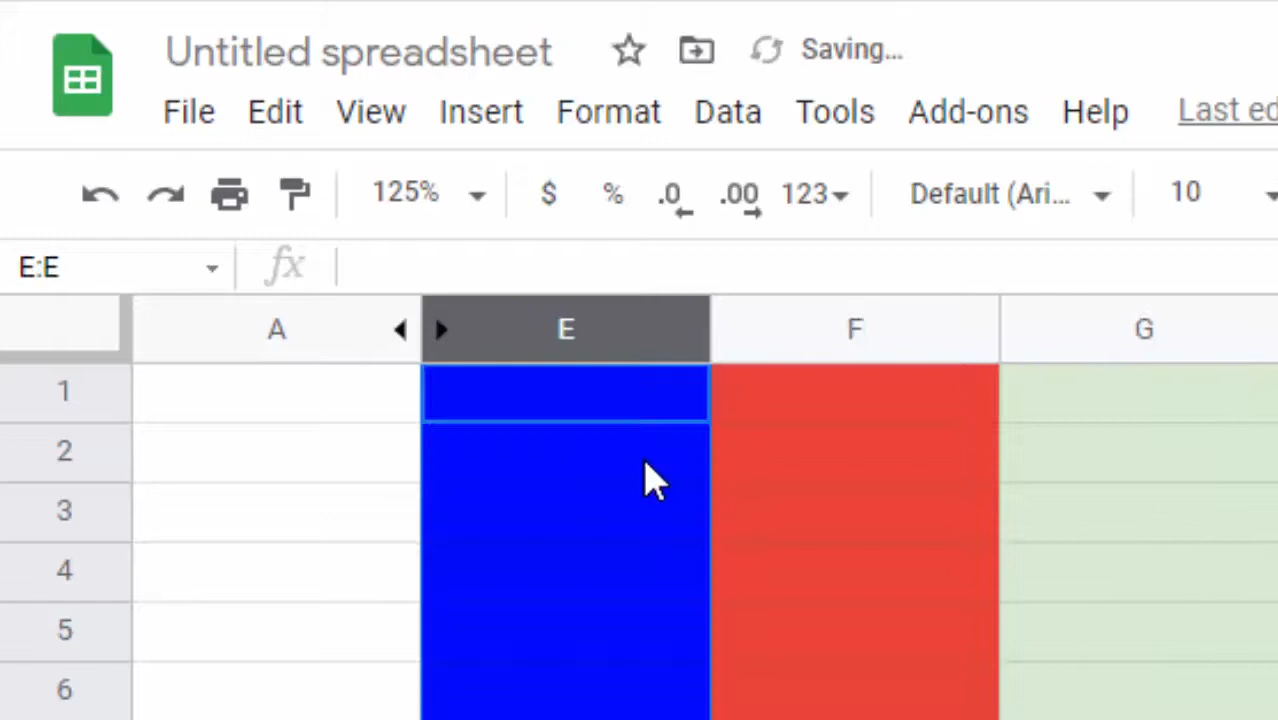 Untitled spreadsheet Saving...
File Edit View Insert Format Data Tools Add-ons Help Last ed
125% $ % .0 .00 123 Default (Ari... 10
E:E fx
A E F G
1
2
3
4
5
6